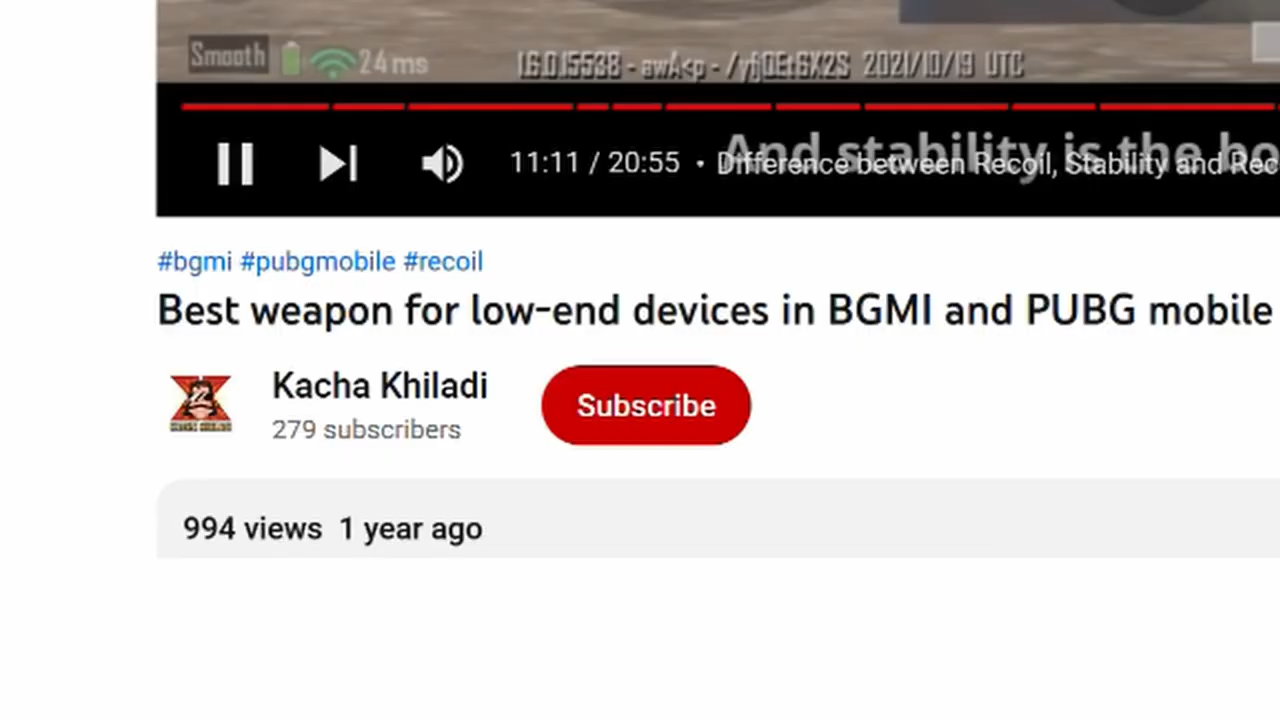 Smooth 24 ms 2021/10/19 UTC
And stability is the
11:11 / 20:55 • Difference between Recoil, Stability and
#bgmi #pubgmobile #recoil
Best weapon for low-end devices in BGMI and PUBG mobile
Kacha Khiladi
Subscribe
279 subscribers
994 views 1 year ago